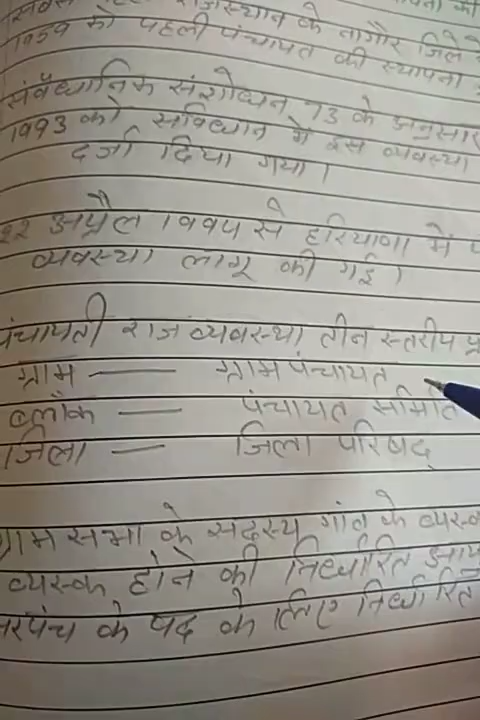 राजस्थान के नागौर जिले
1959 को पहली पंचायत की स्थापना
संवैधानिक संशोधन 73 के अनुसार
1993 को संविधान में इस व्यवस्था
दर्जा दिया गया।
22 अप्रैल 1994 से हरियाणा में
व्यवस्था लागू की गई।
पंचायती राज व्यवस्था तीन स्तरीय
ग्राम — ग्राम पंचायत
ब्लॉक — पंचायत समिति
जिला — जिला परिषद्
ग्राम सभा के सदस्य गांव के
व्यस्क होने की निर्धारित आयु
सरपंच के पद के लिए निर्धारित